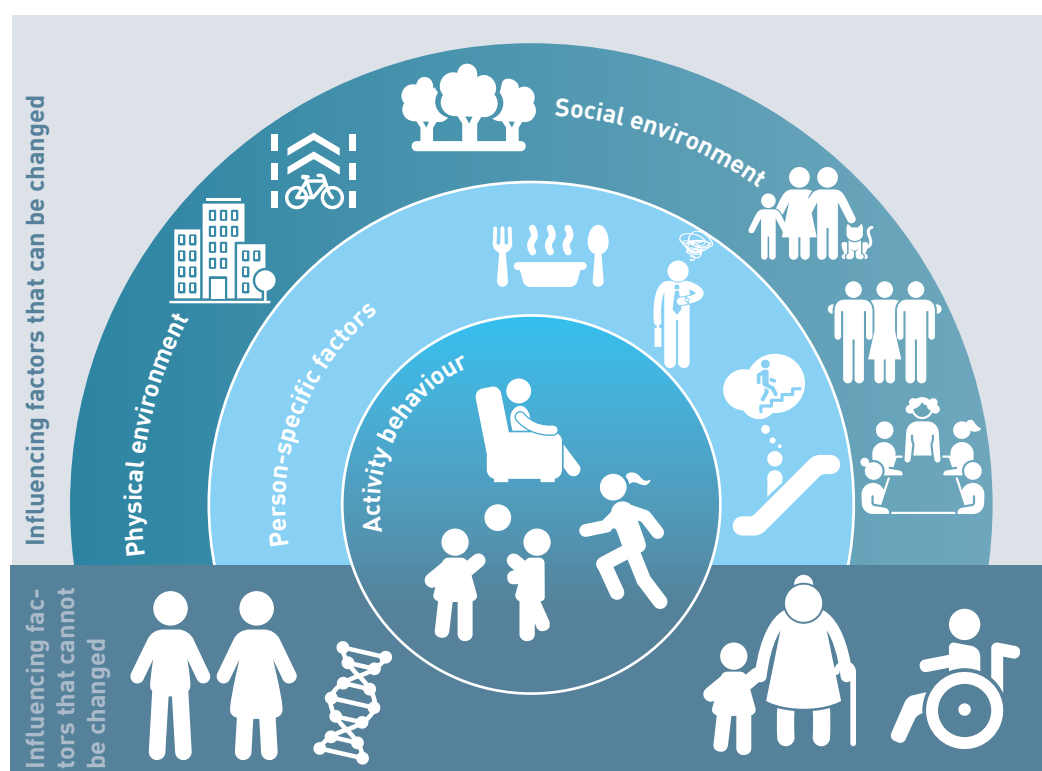 Influencing factors that can be changed
Social environment
Physical environment
Person-specific factors
Activity behaviour
Influencing fac-
tors that cannot
be changed